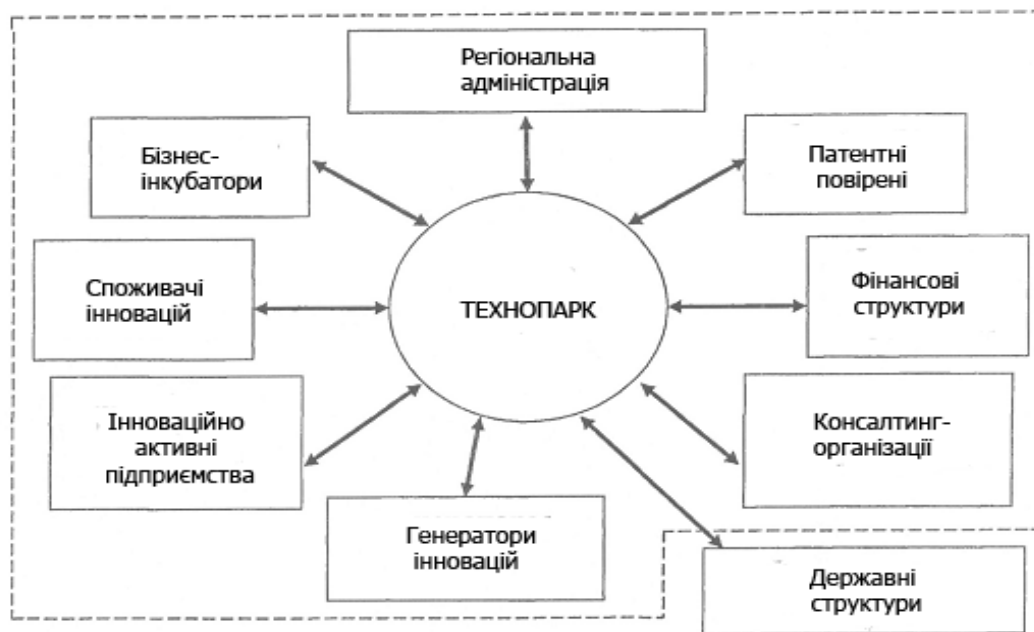 Регіональна
адміністрація
Бізнес-
інкубатори
Патентні
повірені
Споживачі
інновацій
ТЕХНОПАРК
Фінансові
структури
Інноваційно
активні
підприємства
Консалтинг-
організації
Генератори
інновацій
Державні
структури